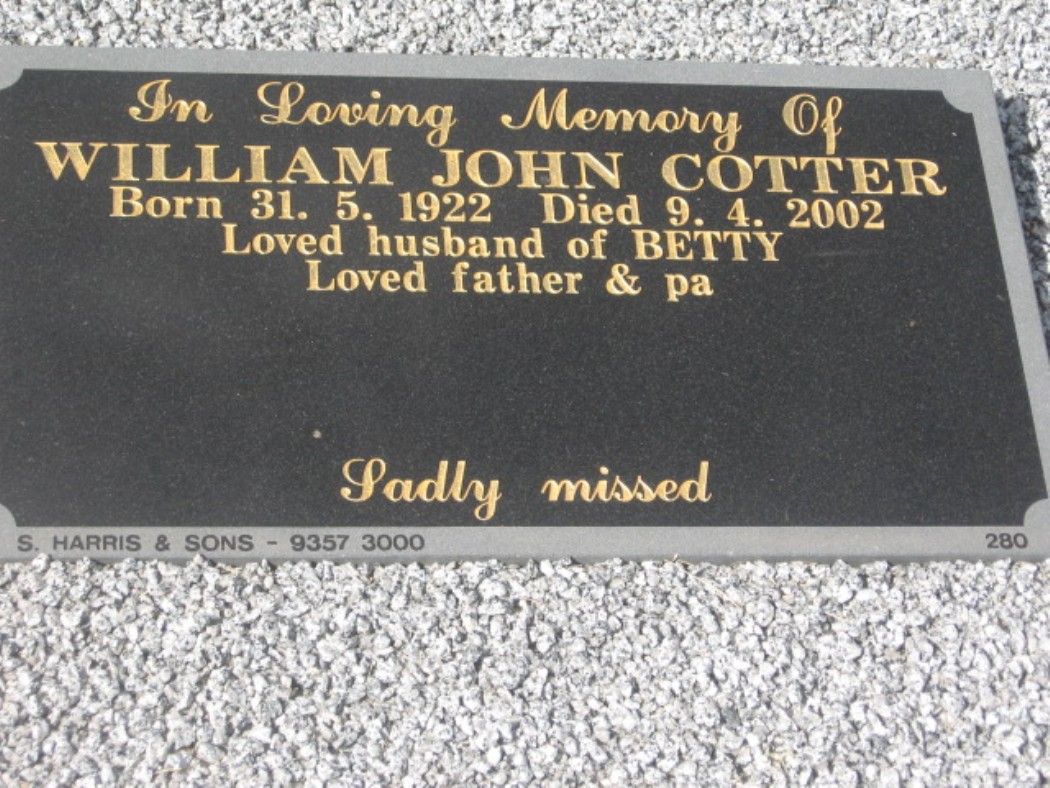 In Loving Memory Of
WILLIAM JOHN COTTER
Born 31. 5. 1922 Died 9. 4. 2002
Loved husband of BETTY
Loved father & pa
Sadly missed
S. HARRIS & SONS - 9357 3000 280